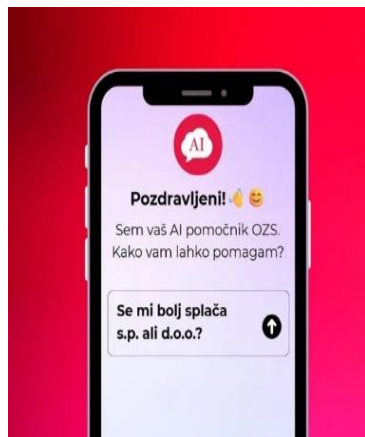 AI
Pozdravljeni! 👋 😊
Sem vaš AI pomočnik OZS.
Kako vam lahko pomagam?
Se mi bolj splača
s.p. ali d.o.o.?